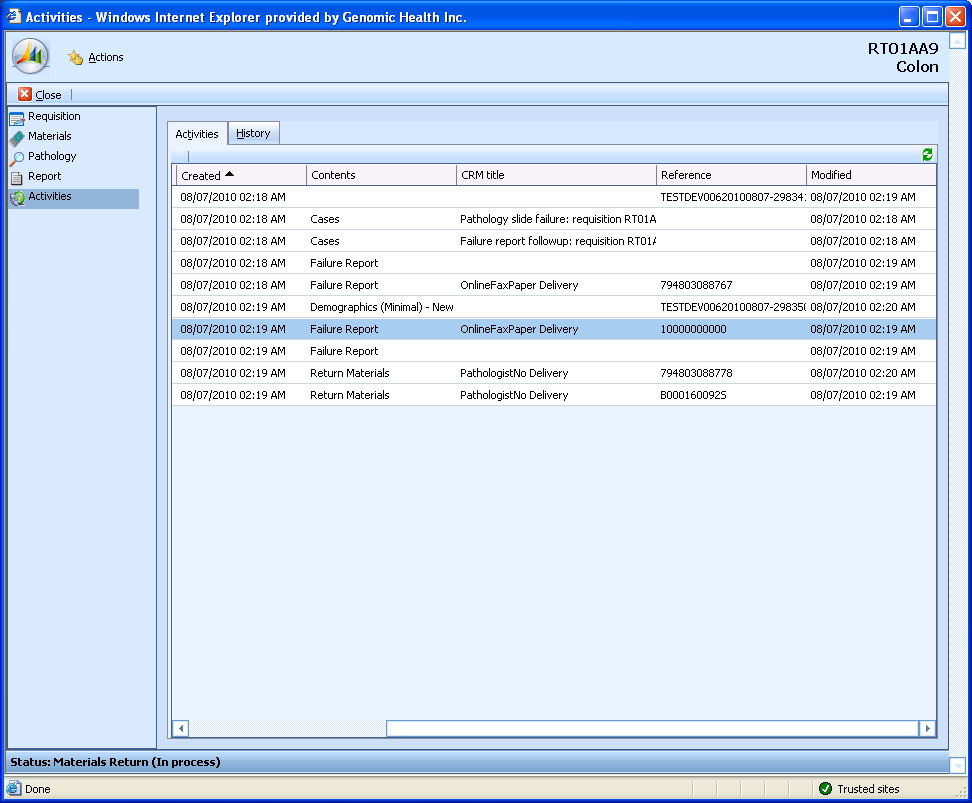 Activities - Windows Internet Explorer provided by Genomic Health Inc.
Actions
RT01AA9
Colon
Close
Requisition
Materials
Pathology
Report
Activities
Activities History
Created Contents CRM title Reference Modified
08/07/2010 02:18 AM TESTDEV00620100807-29834 08/07/2010 02:19 AM
08/07/2010 02:18 AM Cases Pathology slide failure: requisition RT01A 08/07/2010 02:18 AM
08/07/2010 02:18 AM Cases Failure report followup: requisition RT01A 08/07/2010 02:18 AM
08/07/2010 02:18 AM Failure Report 08/07/2010 02:19 AM
08/07/2010 02:18 AM Failure Report OnlineFaxPaper Delivery 794803088767 08/07/2010 02:19 AM
08/07/2010 02:19 AM Demographics (Minimal) - New TESTDEV00620100807-29835 08/07/2010 02:20 AM
08/07/2010 02:19 AM Failure Report OnlineFaxPaper Delivery 10000000000 08/07/2010 02:19 AM
08/07/2010 02:19 AM Failure Report 08/07/2010 02:19 AM
08/07/2010 02:19 AM Return Materials PathologistNo Delivery 794803088778 08/07/2010 02:20 AM
08/07/2010 02:19 AM Return Materials PathologistNo Delivery B000160092S 08/07/2010 02:19 AM
Status: Materials Return (In process)
Done Trusted sites